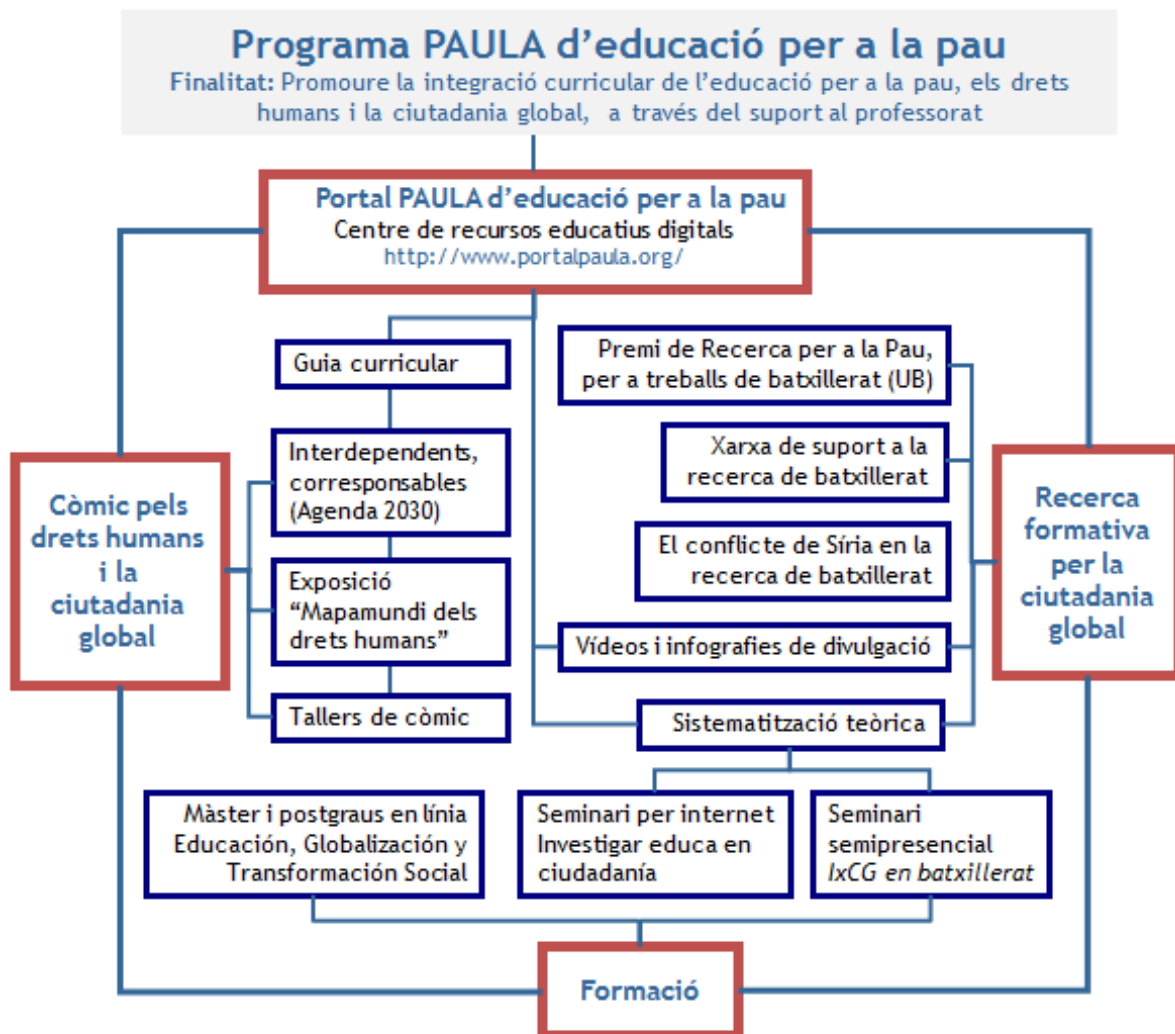 Programa PAULA d’educació per a la pau
Finalitat: Promoure la integració curricular de l’educació per a la pau, els drets
humans i la ciutadania global, a través del suport al professorat
Portal PAULA d’educació per a la pau
Centre de recursos educatius digitals
http://www.portalpaula.org/
Guia curricular
Premi de Recerca per a la Pau,
per a treballs de batxillerat (UB)
Interdependents,
corresponsables
(Agenda 2030)
Xarxa de suport a la
recerca de batxillerat
Còmic pels
drets humans
i la
ciutadania
global
Recerca
formativa
per la
ciutadania
global
El conflicte de Síria en la
recerca de batxillerat
Exposició
“Mapamundi dels
drets humans”
Vídeos i infografies de divulgació
Tallers de còmic
Sistematització teòrica
Màster i postgraus en línia
Educación, Globalización y
Transformación Social
Seminari per internet
Investigar educa en
ciudadanía
Seminari
semipresencial
IxCG en batxillerat
Formació